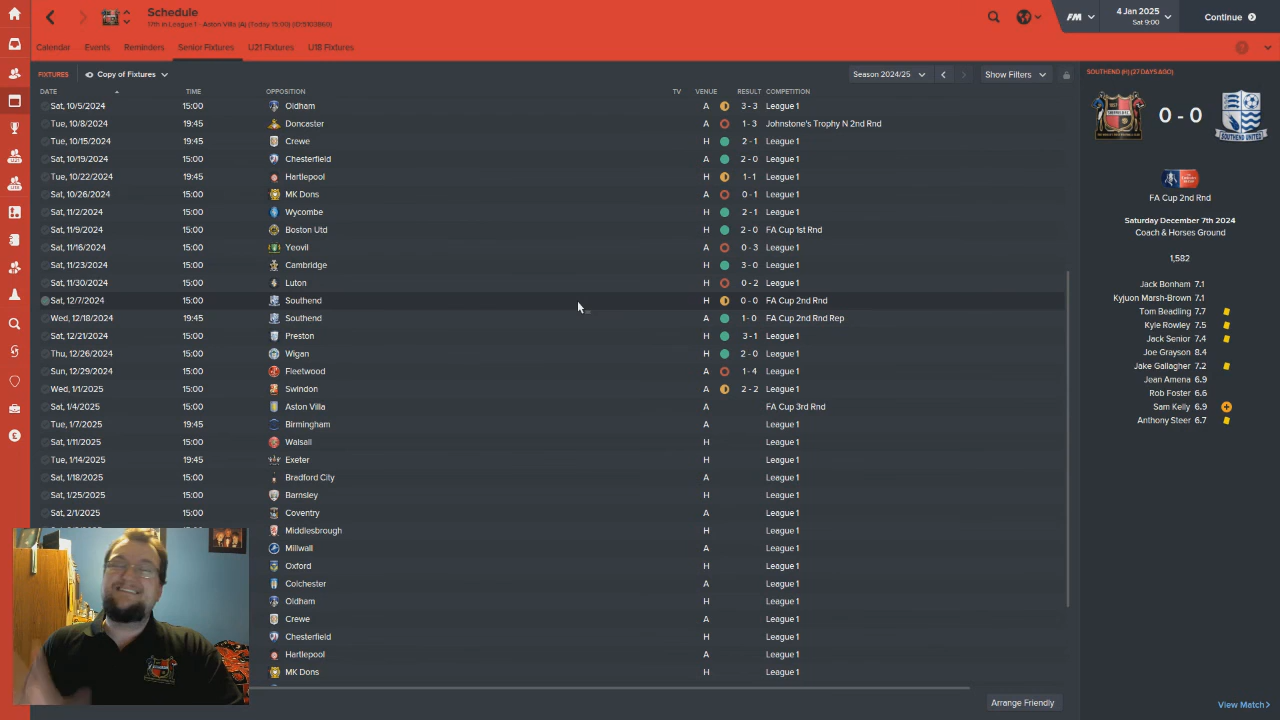 Schedule
17th in League 1 - Aston Villa (A) (Today 15:00)
FM
4 Jan 2025
Sat 9:00
Continue
Calendar Events Reminders Senior Fixtures U21 Fixtures U18 Fixtures
FIXTURES Copy of Fixtures Season 2024/25 Show Filters
DATE TIME OPPOSITION TV VENUE RESULT COMPETITION
Sat, 10/5/2024 15:00 Oldham A 3 - 3 League 1
Tue, 10/8/2024 19:45 Doncaster A 1 - 3 Johnstone's Trophy N 2nd Rnd
Tue, 10/15/2024 19:45 Crewe H 2 - 1 League 1
Sat, 10/19/2024 15:00 Chesterfield A 2 - 0 League 1
Tue, 10/22/2024 19:45 Hartlepool H 1 - 1 League 1
Sat, 10/26/2024 15:00 MK Dons A 0 - 1 League 1
Sat, 11/2/2024 15:00 Wycombe H 2 - 1 League 1
Sat, 11/9/2024 15:00 Boston Utd H 2 - 0 FA Cup 1st Rnd
Sat, 11/16/2024 15:00 Yeovil A 0 - 3 League 1
Sat, 11/23/2024 15:00 Cambridge H 3 - 0 League 1
Sat, 11/30/2024 15:00 Luton H 0 - 2 League 1
Sat, 12/7/2024 15:00 Southend H 0 - 0 FA Cup 2nd Rnd
Wed, 12/18/2024 19:45 Southend A 1 - 0 FA Cup 2nd Rnd Rep
Sat, 12/21/2024 15:00 Preston H 3 - 1 League 1
Thu, 12/26/2024 15:00 Wigan H 2 - 0 League 1
Sun, 12/29/2024 15:00 Fleetwood A 1 - 4 League 1
Wed, 1/1/2025 15:00 Swindon A 2 - 2 League 1
Sat, 1/4/2025 15:00 Aston Villa A FA Cup 3rd Rnd
Tue, 1/7/2025 19:45 Birmingham A League 1
Sat, 1/11/2025 15:00 Walsall H League 1
Tue, 1/14/2025 19:45 Exeter H League 1
Sat, 1/18/2025 15:00 Bradford City A League 1
Sat, 1/25/2025 15:00 Barnsley H League 1
Sat, 2/1/2025 15:00 Coventry A League 1
Middlesbrough H League 1
Millwall A League 1
Oxford H League 1
Colchester A League 1
Oldham H League 1
Crewe A League 1
Chesterfield H League 1
Hartlepool A League 1
MK Dons H League 1
Arrange Friendly
SOUTHEND (H) (27 DAYS AGO)
0 - 0
FA Cup 2nd Rnd
Saturday December 7th 2024
Coach & Horses Ground
1,582
Jack Bonham 7.1
Kyjuon Marsh-Brown 7.1
Tom Beadling 7.7
Kyle Rowley 7.5
Jack Senior 7.4
Joe Grayson 8.4
Jake Gallagher 7.2
Jean Amena 6.9
Rob Foster 6.6
Sam Kelly 6.9
Anthony Steer 6.7
View Match